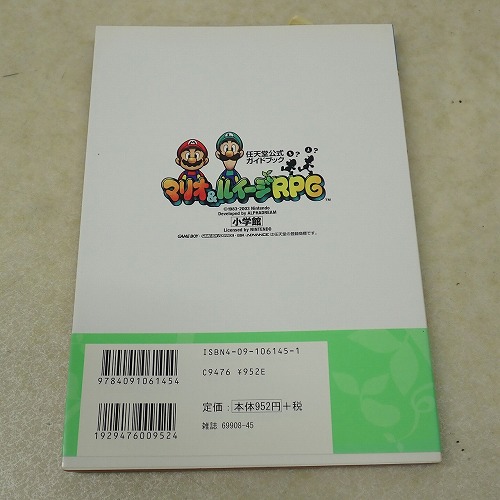 任天堂公式
ガイドブック
マリオ&ルイージRPG™
©1983-2003 Nintendo
Developed by ALPHADREAM
小学館
Licensed by NINTENDO
ISBN4-09-106145-1
C9476 ¥952E
9784091061454
定価：本体952円＋税
雑誌 69908-45
1929476009524